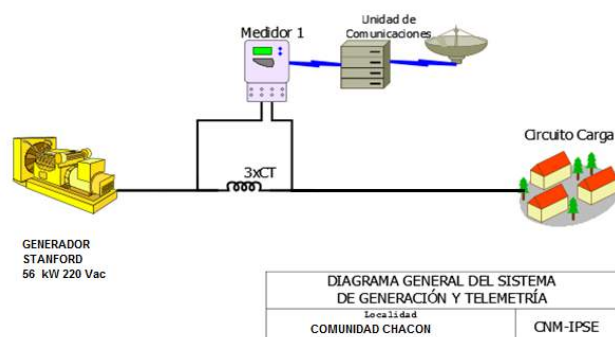 Medidor 1
Unidad de
Comunicaciones
3xCT
Circuito Carga
GENERADOR
STANFORD
56 kW 220 Vac
DIAGRAMA GENERAL DEL SISTEMA
DE GENERACIÓN Y TELEMETRÍA
Localidad
COMUNIDAD CHACON
CNM-IPSE